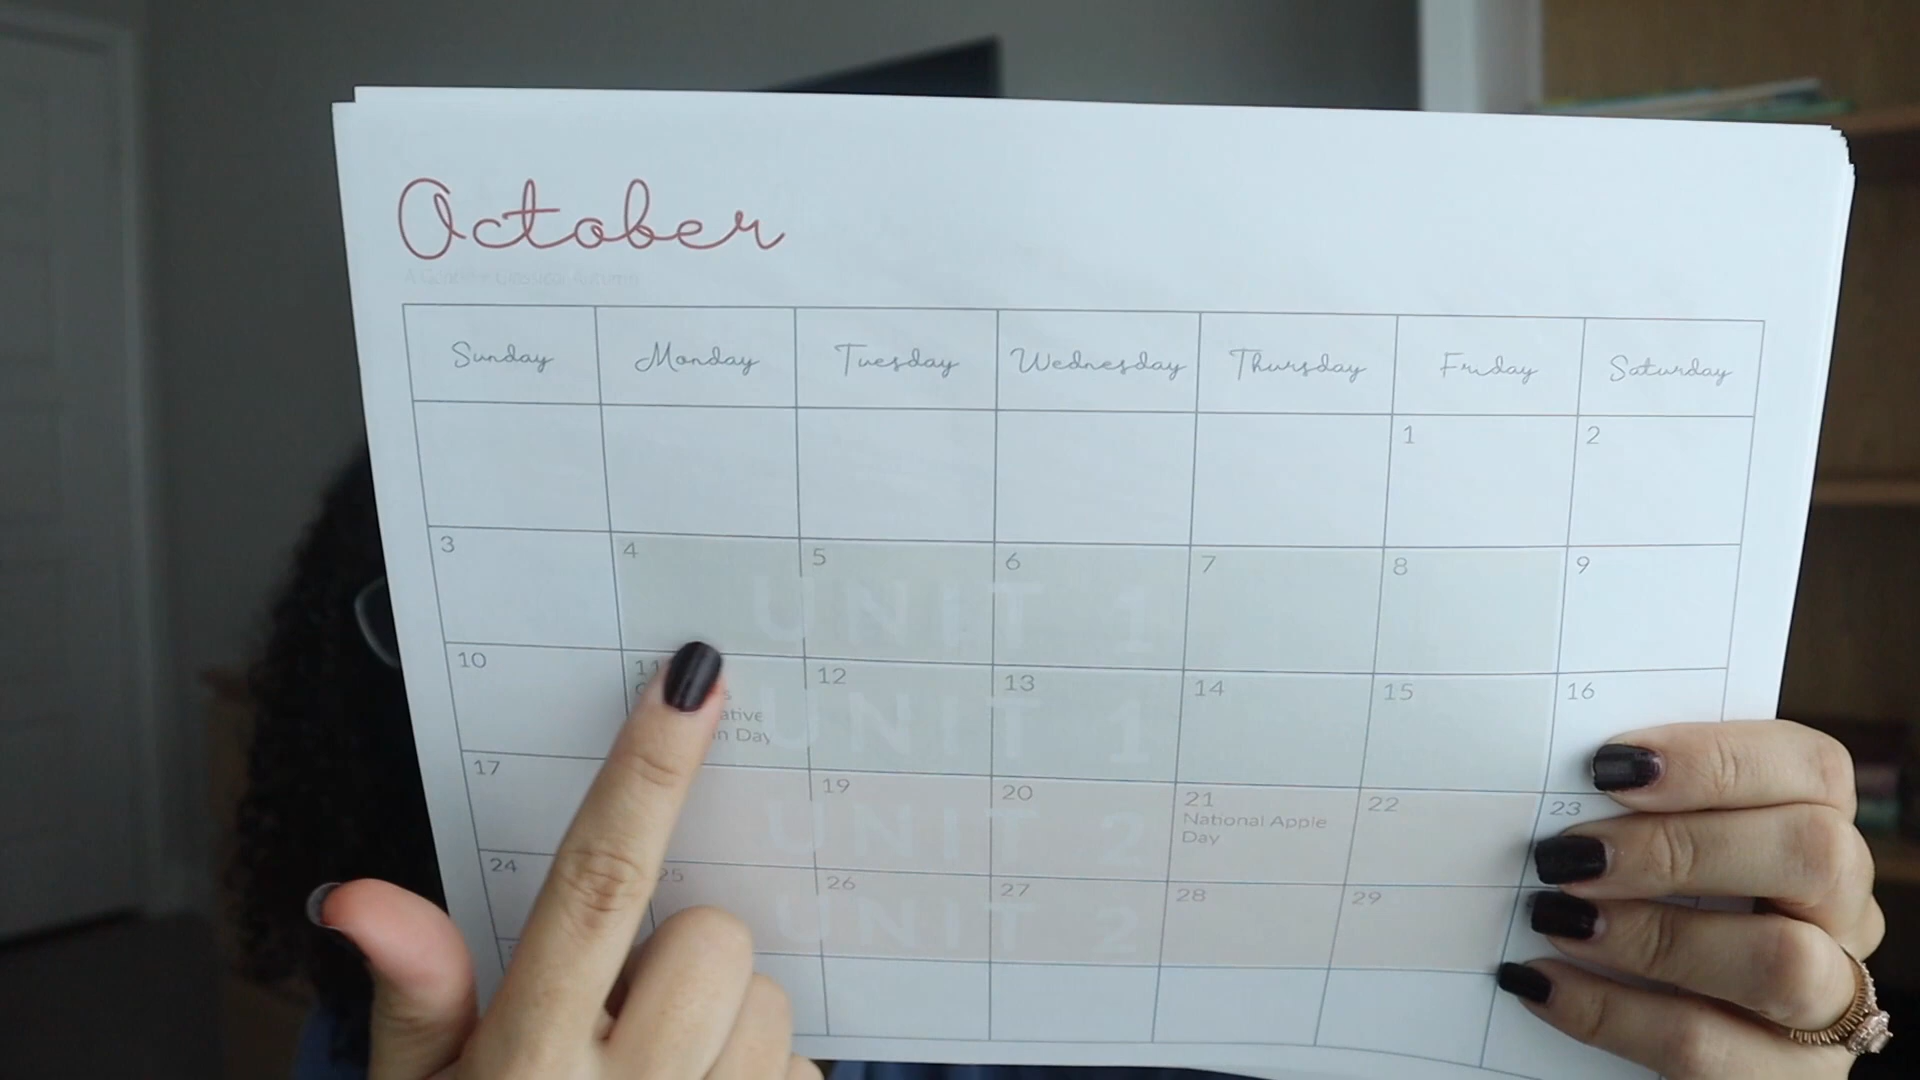 October
Sunday Monday Tuesday Wednesday Thursday Friday Saturday
1 2
3 4 5 6 7 8 9
UNIT 1
10 11 12 13 14 15 16
ative
n Day
UNIT 1
17 19 20 21 22 23
National Apple
Day
UNIT 2
24 25 26 27 28 29
UNIT 2